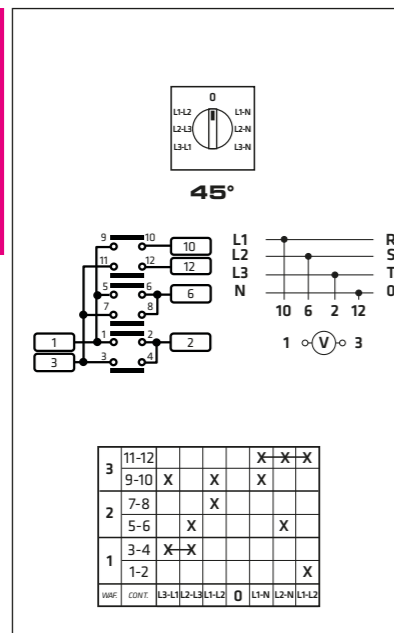 0
L1-L2 L1-N
L2-L3 L2-N
L3-L1 L3-N
45°
9 10 10
11 12 12
5 6 6
7 8
1 1 2 2
3 3 4
L1 R
L2 S
L3 T
N 0
10 6 2 12
1 V 3
3 11-12 X X X
9-10 X X X
2 7-8 X
5-6 X X
1 3-4 X X
1-2 X
WAF. CONT. L3-L1 L2-L3 L1-L2 0 L1-N L2-N L1-L2